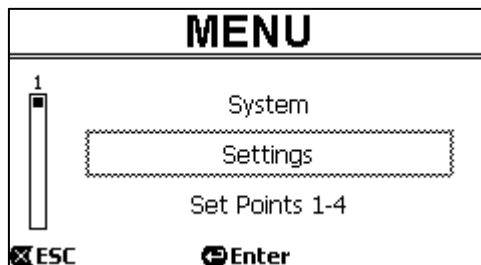 MENU
1
System
Settings
Set Points 1-4
ESC Enter